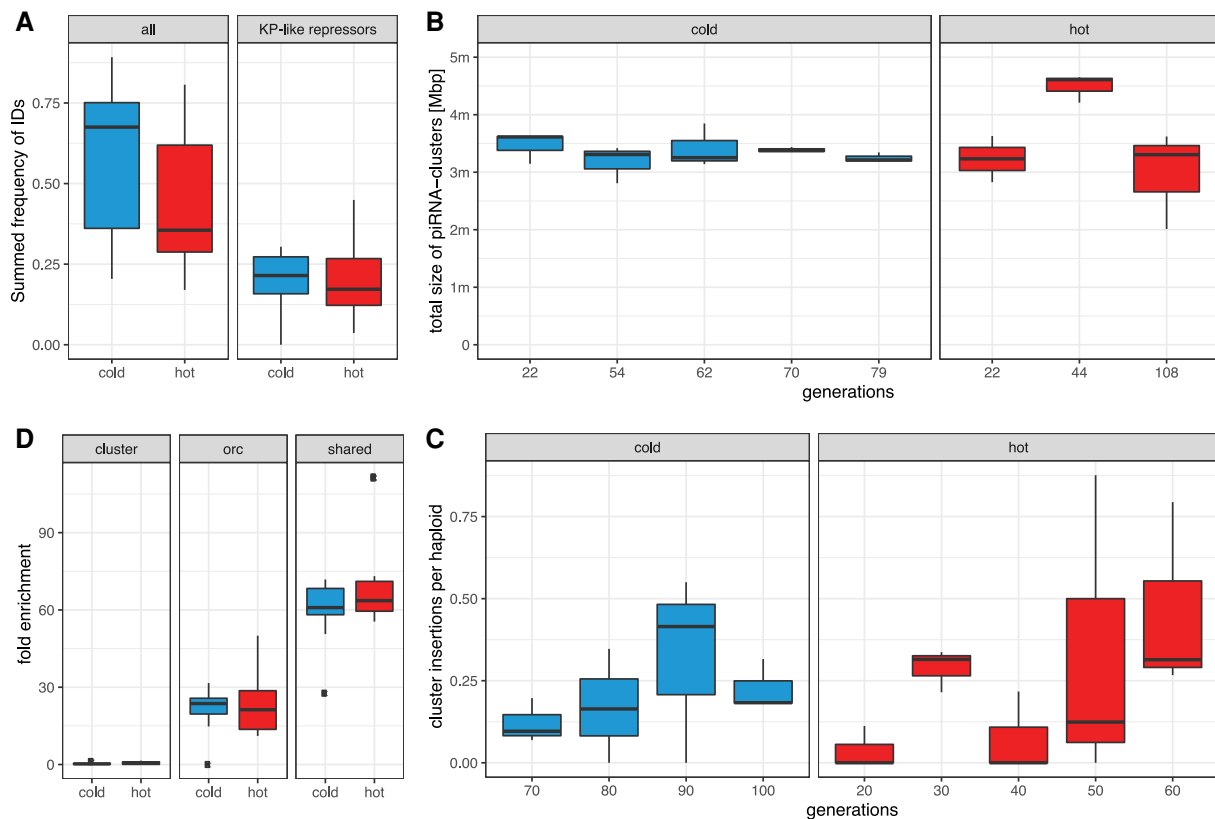 A
all
KP-like repressors
Summed frequency of IDs
0.75
0.50
0.25
0.00
cold
hot
cold
hot
B
cold
hot
total size of piRNA-clusters [Mbp]
5m
4m
3m
2m
1m
0
22
54
62
70
79
22
44
108
generations
D
cluster
orc
shared
fold enrichment
90
60
30
0
cold
hot
cold
hot
cold
hot
C
cold
hot
cluster insertions per haploid
0.75
0.50
0.25
0.00
70
80
90
100
20
30
40
50
60
generations